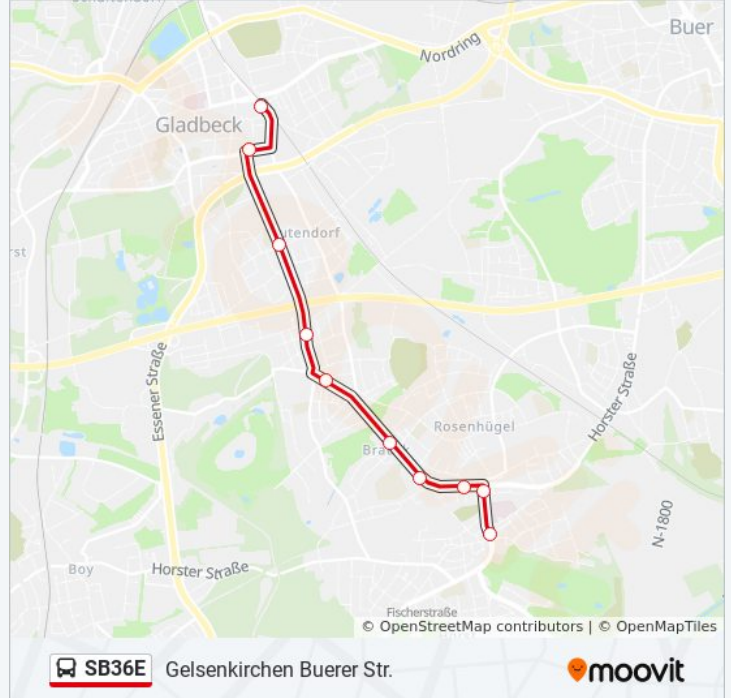 Buer
Nordring
Gladbeck
utendorf
rst
Essener Straße
Horster Straße
Rosenhügel
Bra
N-1800
Boy
Horster Straße
Fischerstraße
© OpenStreetMap contributors | © OpenMapTiles
SB36E Gelsenkirchen Buerer Str.
moovit